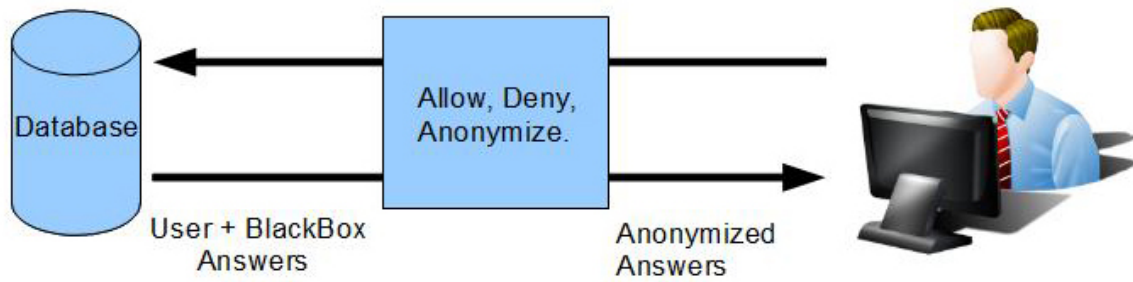 Database
Allow, Deny,
Anonymize.
User + BlackBox
Answers
Anonymized
Answers